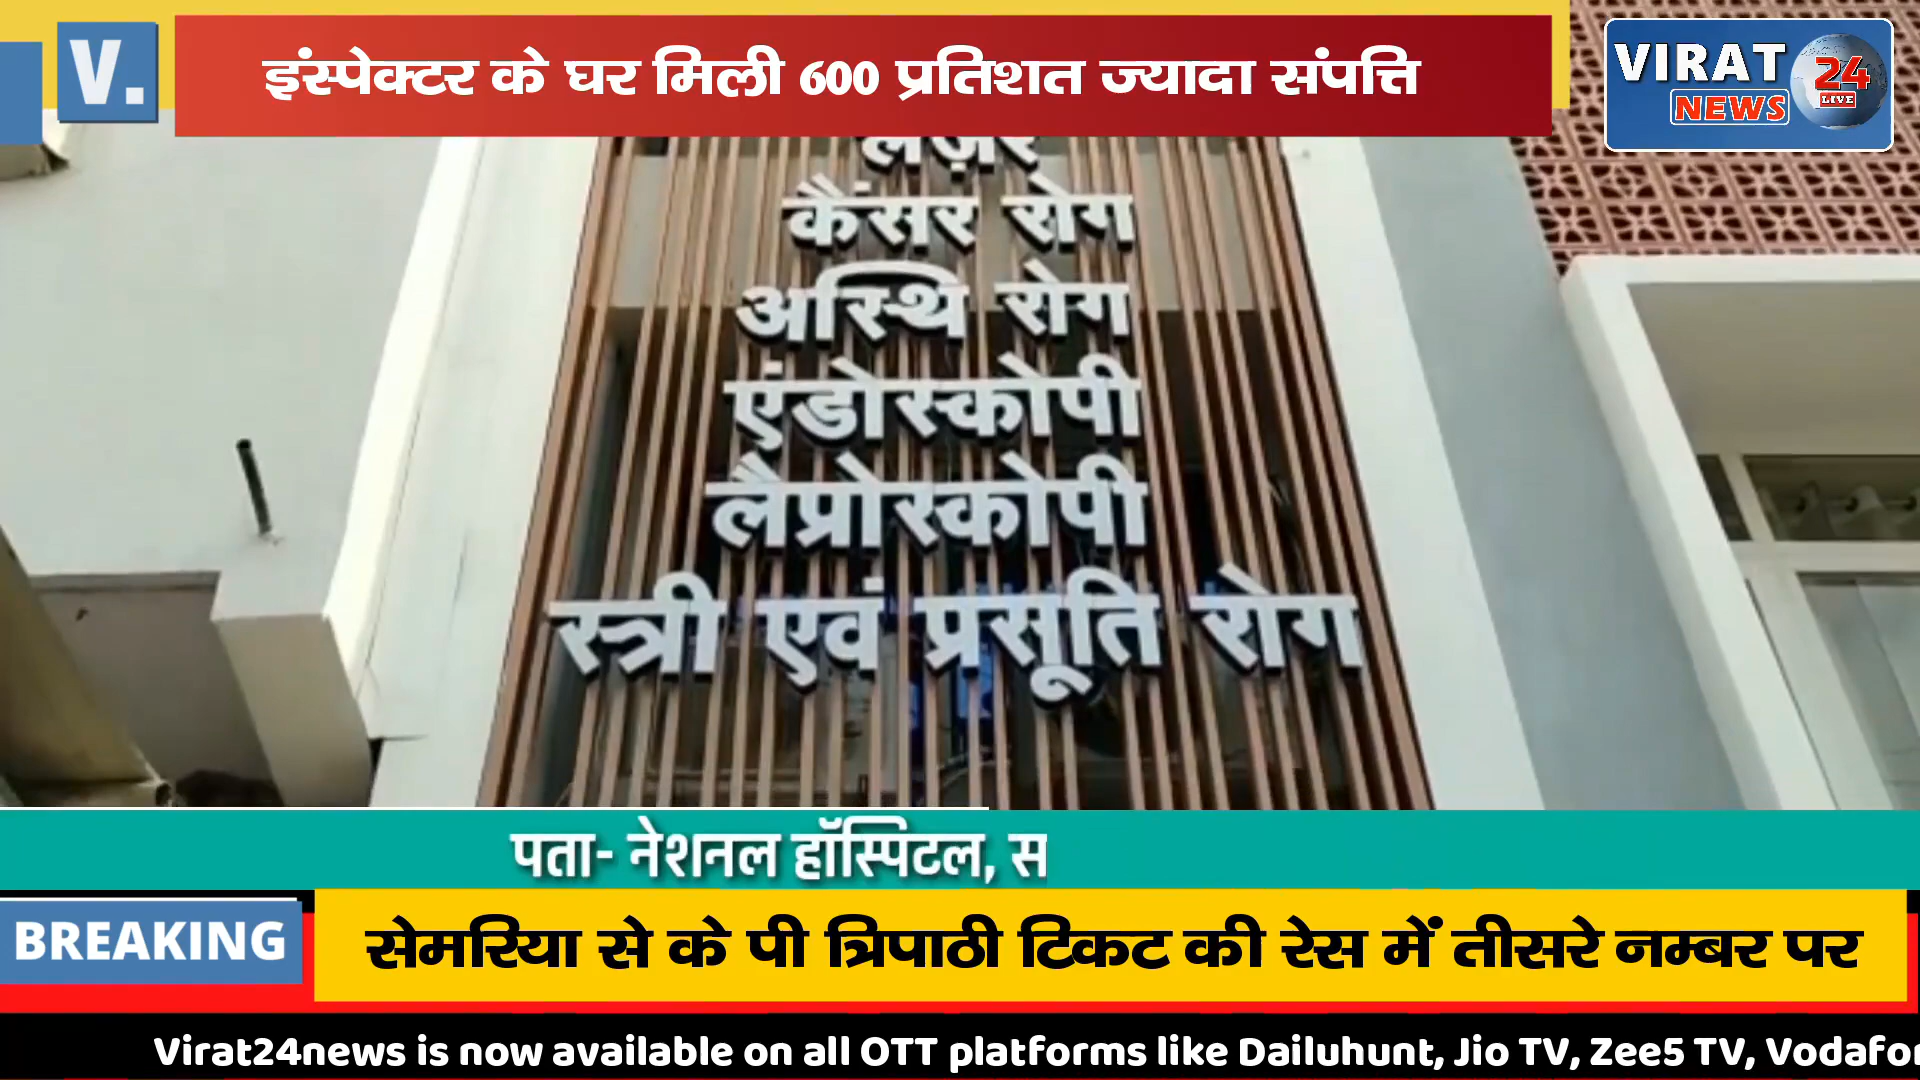 V.
इंस्पेक्टर के घर मिली 600 प्रतिशत ज्यादा संपत्ति
VIRAT
24
LIVE
NEWS
लेज़र
कैंसर रोग
अस्थि रोग
एंडोस्कोपी
लैप्रोस्कोपी
स्त्री एवं प्रसूति रोग
पता- नेशनल हॉस्पिटल, स
BREAKING
सेमरिया से के पी त्रिपाठी टिकट की रेस में तीसरे नम्बर पर
Virat24news is now available on all OTT platforms like Dailuhunt, Jio TV, Zee5 TV, Vodafo